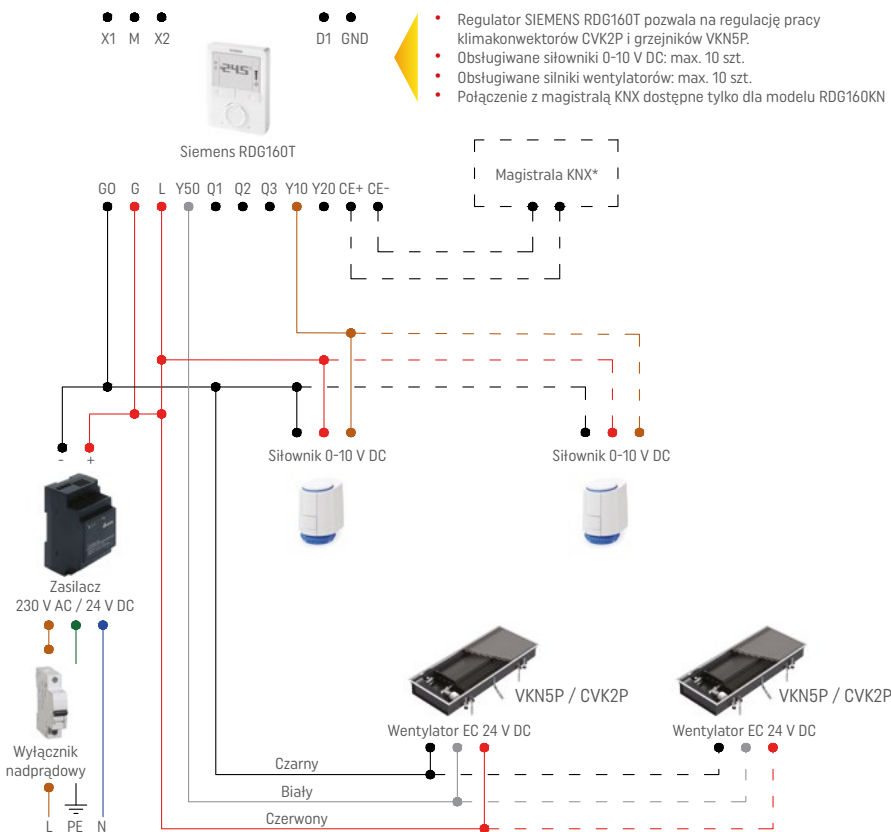 X1 M X2
D1 GND
• Regulator SIEMENS RDG160T pozwala na regulację pracy
klimakonwektorów CVK2P i grzejników VKN5P.
• Obsługiwane siłowniki 0-10 V DC: max. 10 szt.
• Obsługiwane silniki wentylatorów: max. 10 szt.
• Połączenie z magistralą KNX dostępne tylko dla modelu RDG160KN
24.5
Siemens RDG160T
Magistrala KNX*
G0 G L Y50 Q1 Q2 Q3 Y10 Y20 CE+ CE-
- +
Siłownik 0-10 V DC
Siłownik 0-10 V DC
Zasilacz
230 V AC / 24 V DC
VKN5P / CVK2P
VKN5P / CVK2P
Wentylator EC 24 V DC
Wentylator EC 24 V DC
Wyłącznik
nadprądowy
Czarny
Biały
Czerwony
L PE N